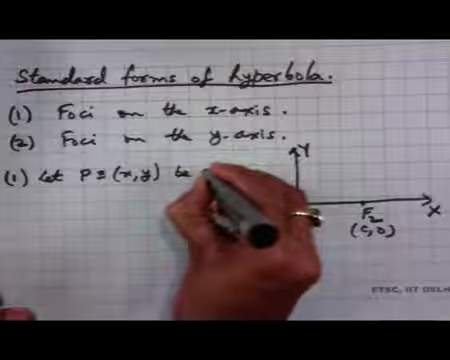 Standard forms of hyperbola.
(1) Foci on the x-axis.
(2) Foci on the y-axis.
Y
(1) Let P ≡ (x, y) be
F₂
X
(c, 0)
ETSC, IIT DELH